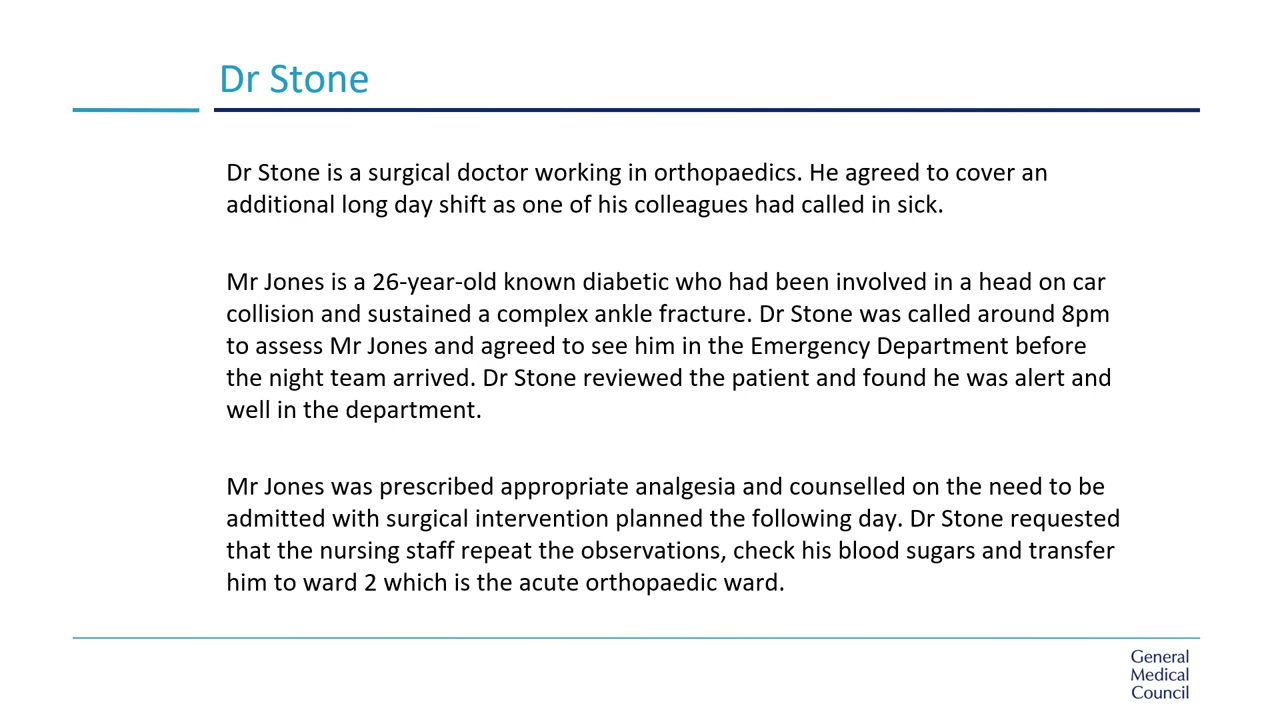 Dr Stone
Dr Stone is a surgical doctor working in orthopaedics. He agreed to cover an
additional long day shift as one of his colleagues had called in sick.
Mr Jones is a 26-year-old known diabetic who had been involved in a head on car
collision and sustained a complex ankle fracture. Dr Stone was called around 8pm
to assess Mr Jones and agreed to see him in the Emergency Department before
the night team arrived. Dr Stone reviewed the patient and found he was alert and
well in the department.
Mr Jones was prescribed appropriate analgesia and counselled on the need to be
admitted with surgical intervention planned the following day. Dr Stone requested
that the nursing staff repeat the observations, check his blood sugars and transfer
him to ward 2 which is the acute orthopaedic ward.
General
Medical
Council